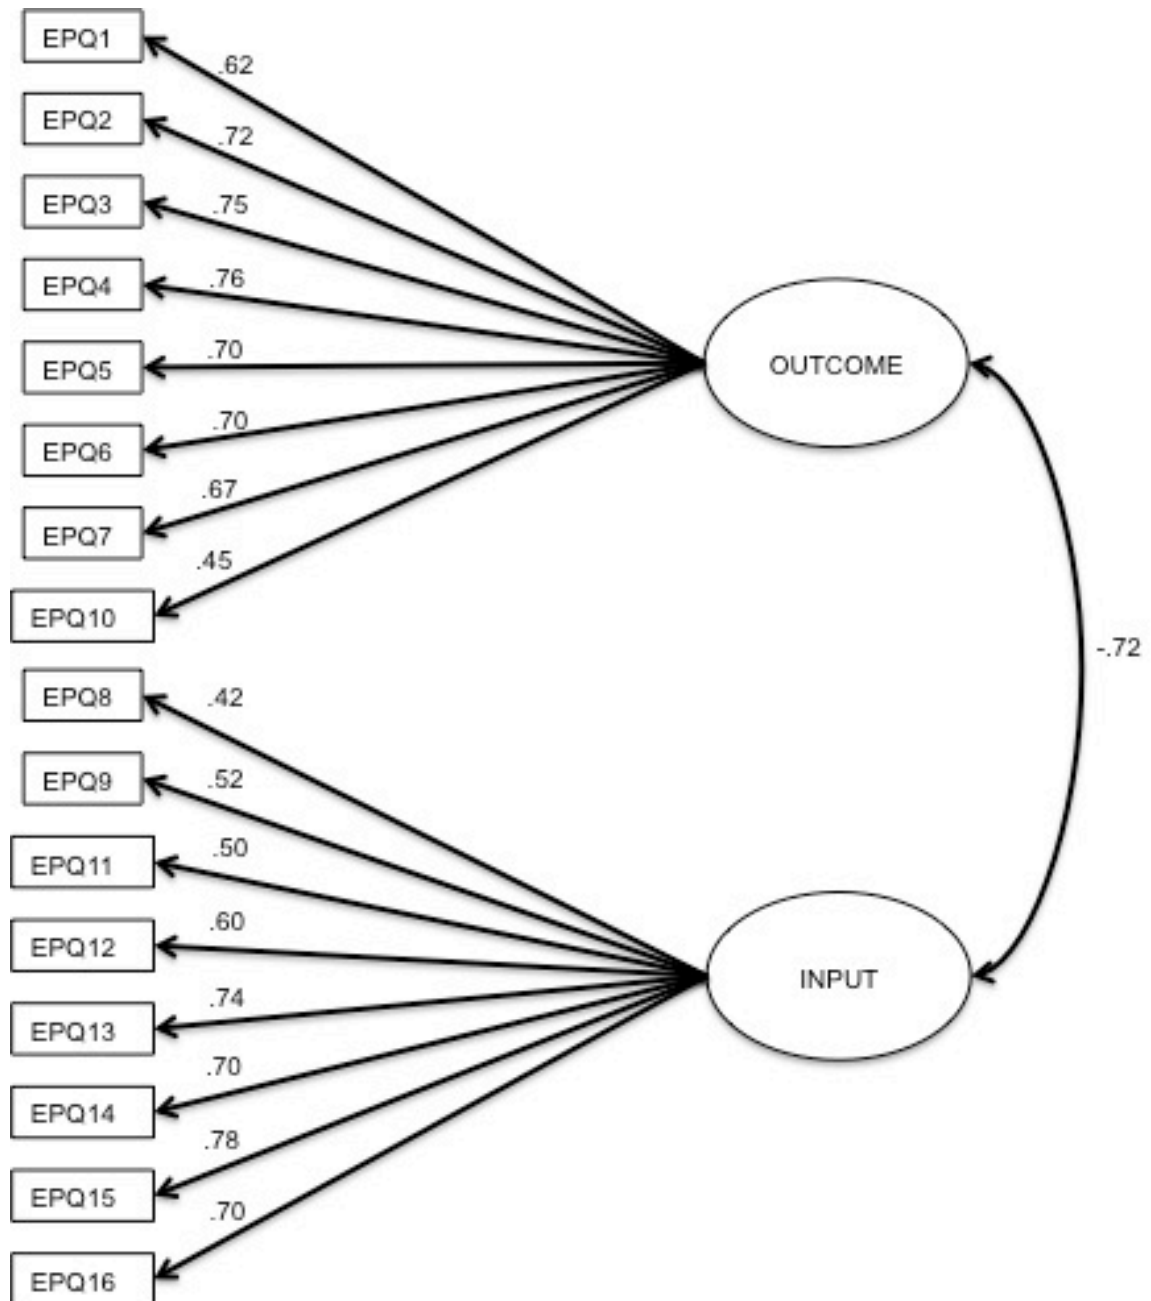 EPQ1
.62
EPQ2
.72
EPQ3
.75
EPQ4
.76
EPQ5
.70
EPQ6
.70
EPQ7
.67
EPQ10
.45
OUTCOME
-.72
EPQ8
.42
EPQ9
.52
EPQ11
.50
EPQ12
.60
EPQ13
.74
EPQ14
.70
EPQ15
.78
EPQ16
.70
INPUT